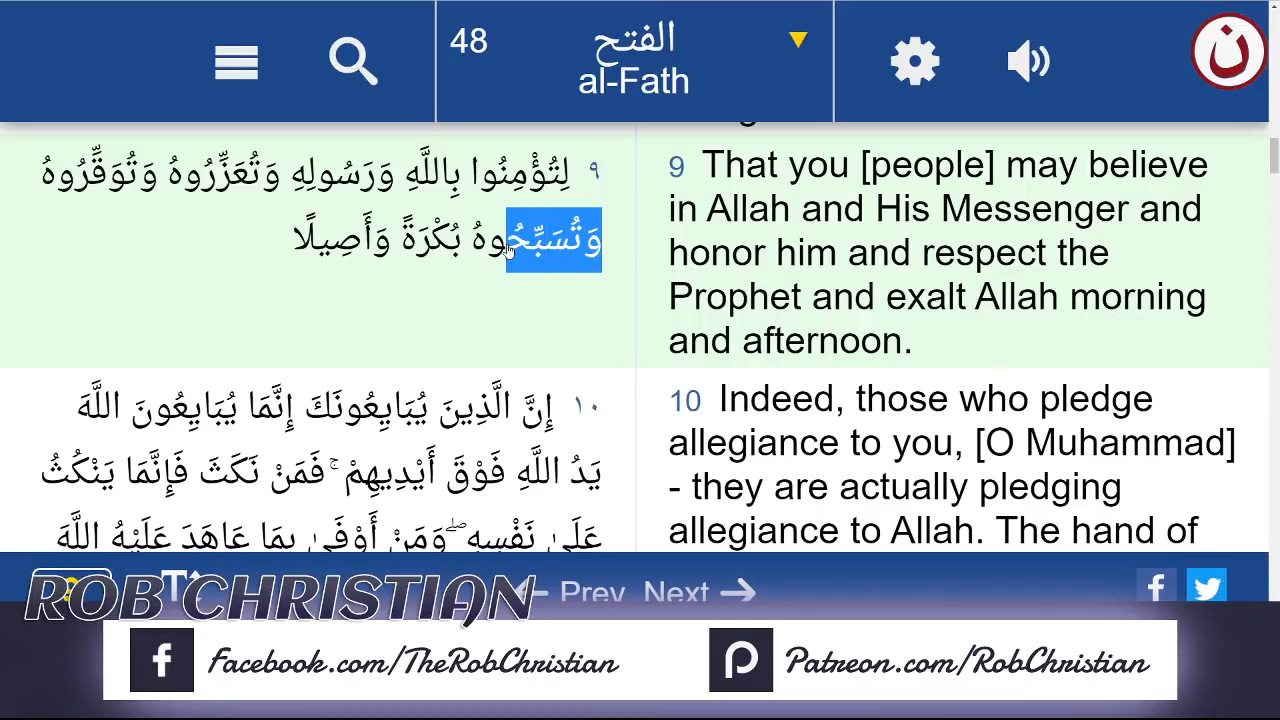 48
الفتح
al-Fath
ن
٩ لِتُؤْمِنُوا بِاللَّهِ وَرَسُولِهِ وَتُعَزِّرُوهُ وَتُوَقِّرُوهُ
وَتُسَبِّحُوهُ بُكْرَةً وَأَصِيلًا
9 That you [people] may believe
in Allah and His Messenger and
honor him and respect the
Prophet and exalt Allah morning
and afternoon.
١٠ إِنَّ الَّذِينَ يُبَايِعُونَكَ إِنَّمَا يُبَايِعُونَ اللَّهَ
يَدُ اللَّهِ فَوْقَ أَيْدِيهِمْ ۚ فَمَنْ نَكَثَ فَإِنَّمَا يَنْكُثُ
عَلَىٰ نَفْسِهِ ۖ وَمَنْ أَوْفَىٰ بِمَا عَاهَدَ عَلَيْهُ اللَّهَ
10 Indeed, those who pledge
allegiance to you, [O Muhammad]
- they are actually pledging
allegiance to Allah. The hand of
Prev Next
ROB CHRISTIAN
Facebook.com/TheRobChristian
Patreon.com/RobChristian